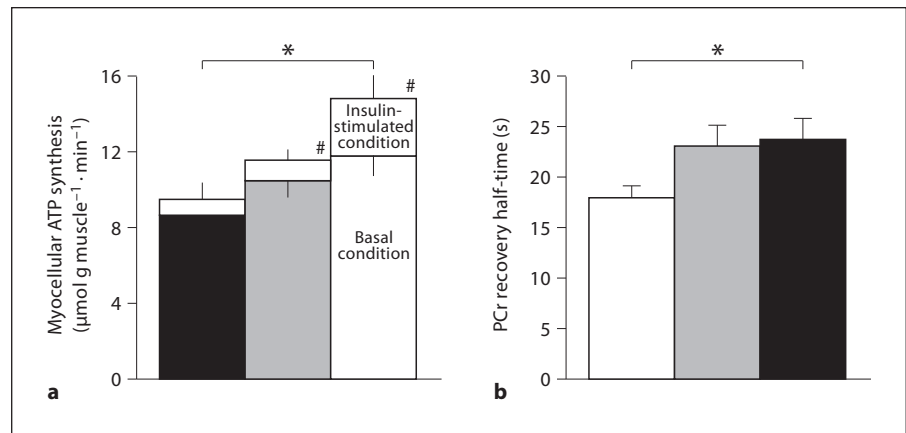 Myocellular ATP synthesis
(µmol g muscle⁻¹ · min⁻¹)
16
12
8
4
0
*
#
#
Insulin-
stimulated
condition
Basal
condition
a
PCr recovery half-time (s)
30
25
20
15
10
5
0
*
b